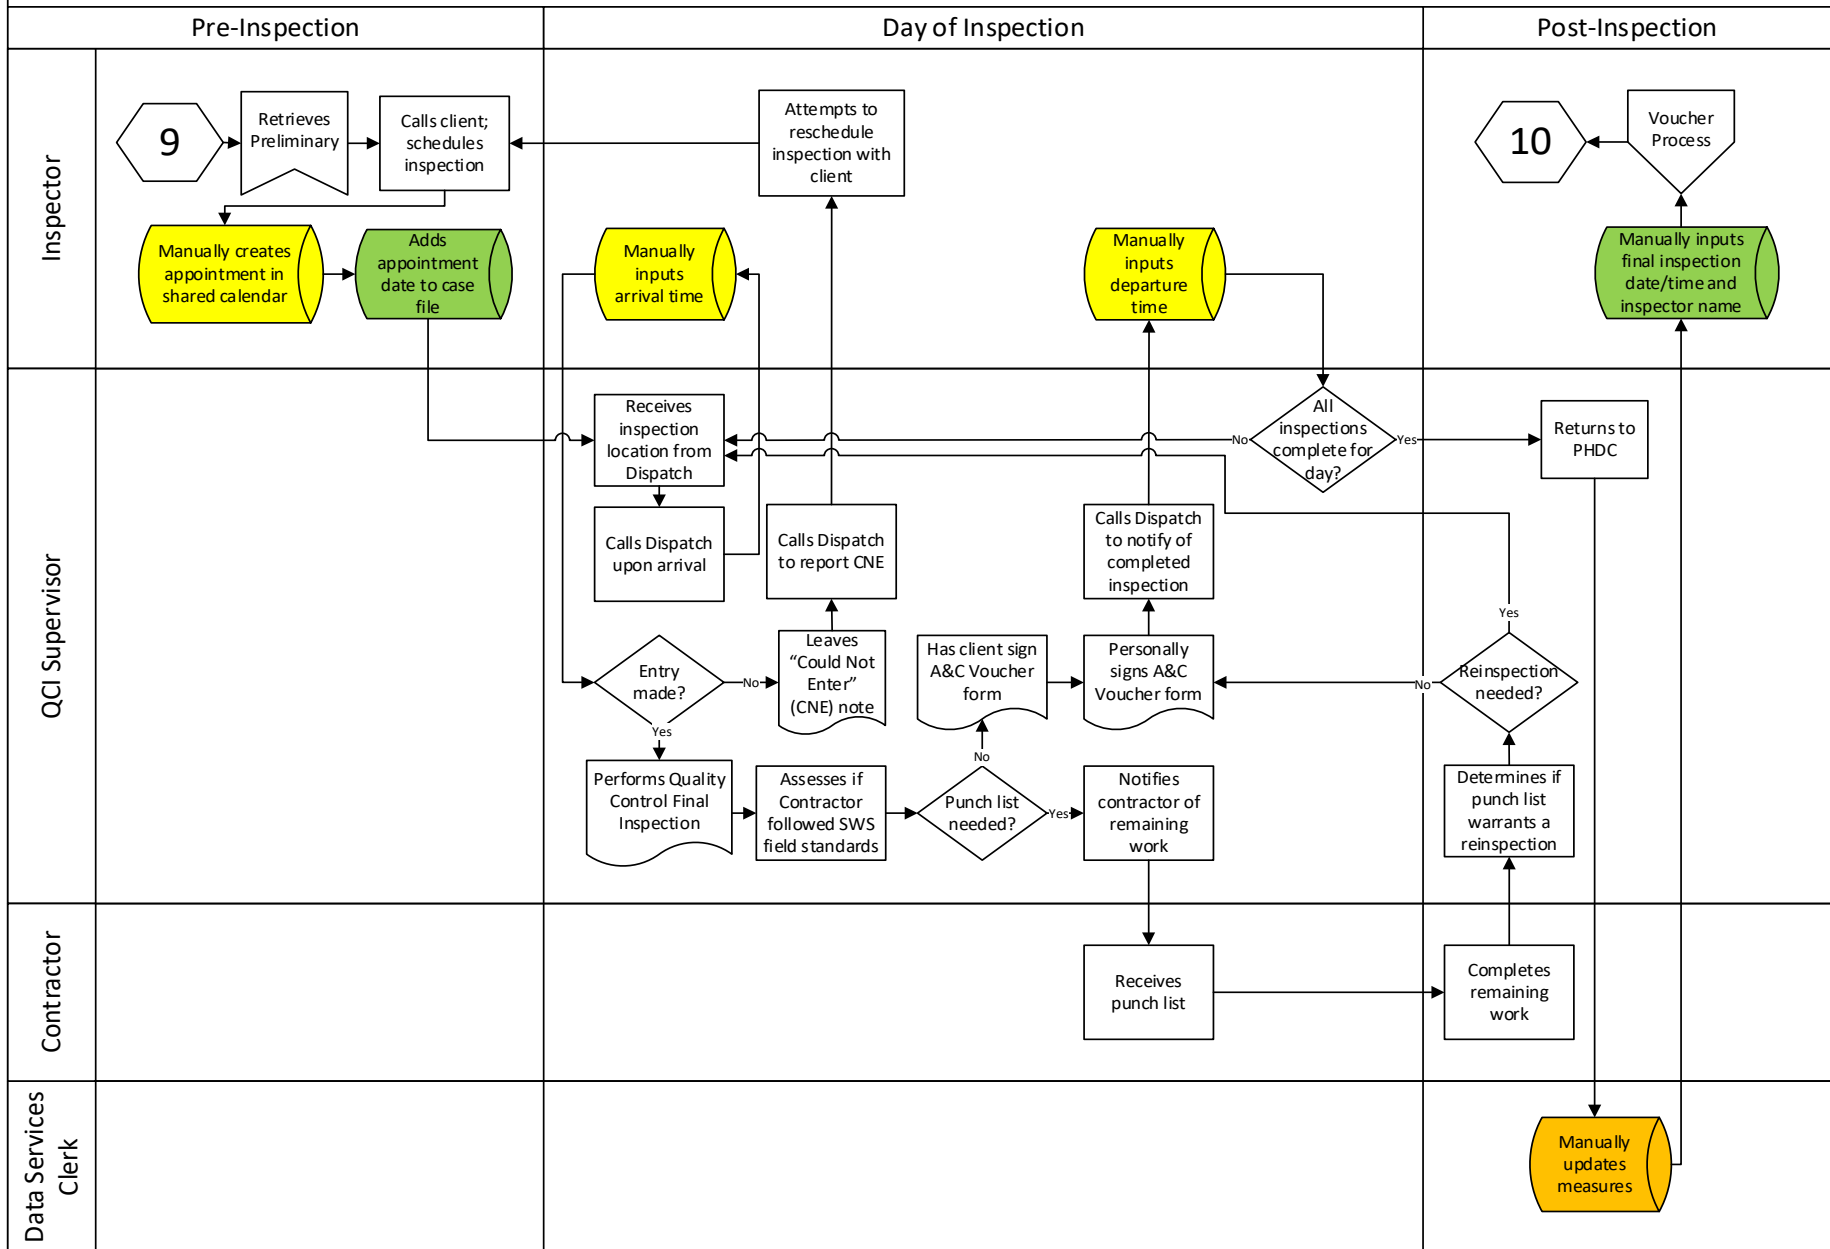 Pre-Inspection
Day of Inspection
Post-Inspection
Inspector
9
Retrieves
Preliminary
Calls client;
schedules
inspection
Attempts to
reschedule
inspection with
client
10
Voucher
Process
Manually creates
appointment in
shared calendar
Adds
appointment
date to case
file
Manually
inputs
arrival time
Manually
inputs
departure
time
Manually inputs
final inspection
date/time and
inspector name
QCI Supervisor
Receives
inspection
location from
Dispatch
No
All
inspections
complete for
day?
Yes
Returns to
PHDC
Calls Dispatch
upon arrival
Calls Dispatch
to report CNE
Calls Dispatch
to notify of
completed
inspection
Entry
made?
No
Yes
Leaves
“Could Not
Enter”
(CNE) note
Has client sign
A&C Voucher
form
Personally
signs A&C
Voucher form
No
Reinspection
needed?
Yes
Performs Quality
Control Final
Inspection
Assesses if
Contractor
followed SWS
field standards
Punch list
needed?
No
Yes
Notifies
contractor of
remaining
work
Determines if
punch list
warrants a
reinspection
Contractor
Receives
punch list
Completes
remaining
work
Data Services
Clerk
Manually
updates
measures